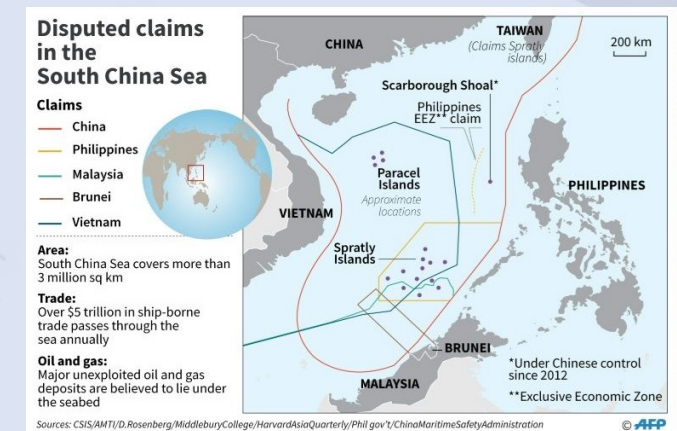 Disputed claims
in the
South China Sea
Claims
China
Philippines
Malaysia
Brunei
Vietnam
Area:
South China Sea covers more than
3 million sq km
Trade:
Over $5 trillion in ship-borne
trade passes through the
sea annually
Oil and gas:
Major unexploited oil and gas
deposits are believed to lie under
the seabed
CHINA
TAIWAN
(Claims Spratly
islands)
200 km
Scarborough Shoal*
Philippines
EEZ** claim
Paracel
Islands
Approximate
locations
PHILIPPINES
VIETNAM
Spratly
Islands
BRUNEI
MALAYSIA
*Under Chinese control
since 2012
**Exclusive Economic Zone
Sources: CSIS/AMTI/D.Rosenberg/MiddleburyCollege/HarvardAsiaQuarterly/Phil gov't/ChinaMaritimeSafetyAdministration
© AFP